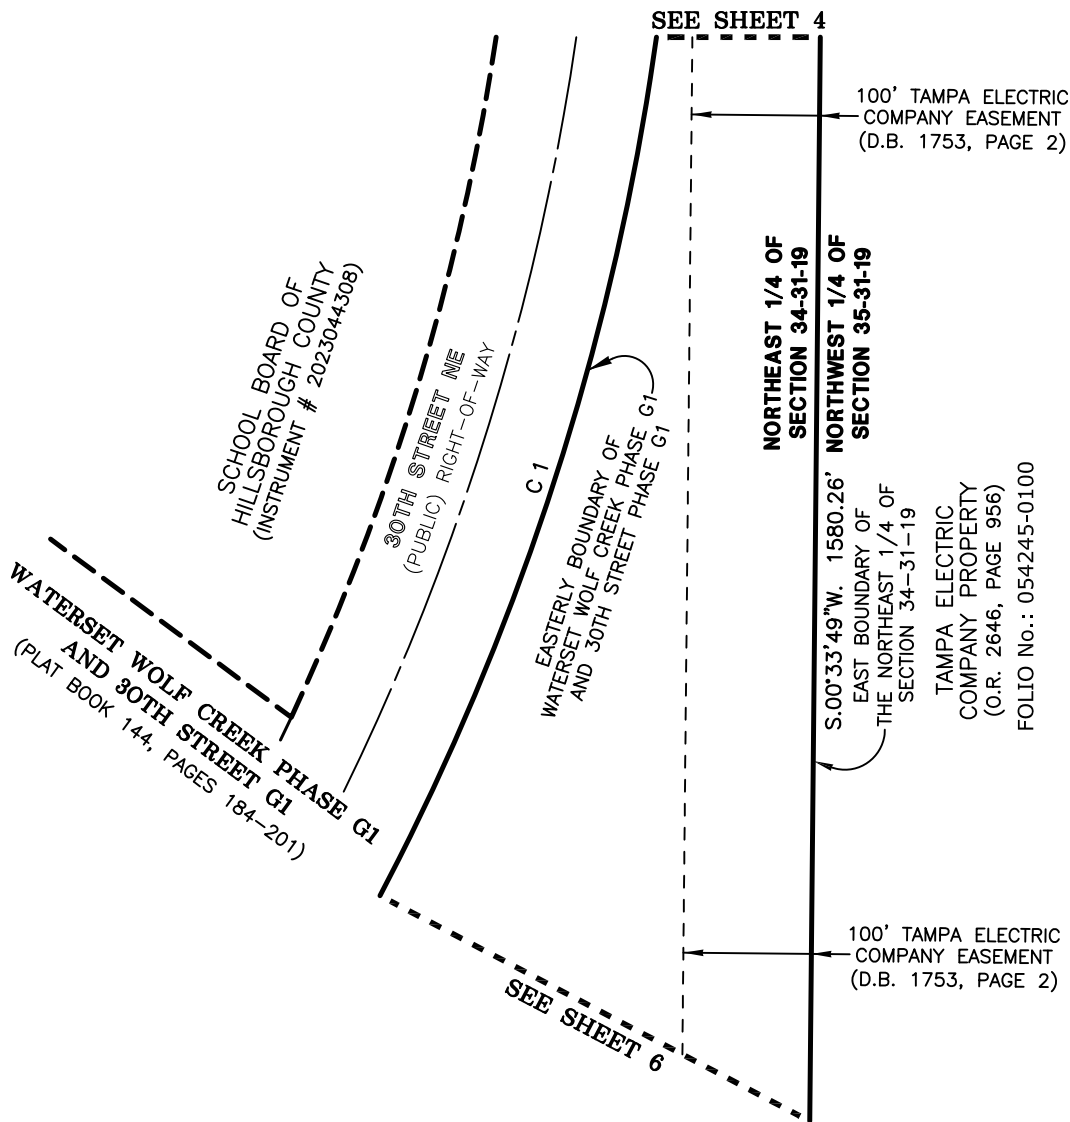 SEE SHEET 4
100' TAMPA ELECTRIC
COMPANY EASEMENT
(D.B. 1753, PAGE 2)
SCHOOL BOARD OF
HILLSBOROUGH COUNTY
(INSTRUMENT # 2023044308)
30TH STREET NE
(PUBLIC) RIGHT-OF-WAY
C 1
EASTERLY BOUNDARY OF
WATERSET WOLF CREEK PHASE G1
AND 30TH STREET PHASE G1
NORTHEAST 1/4 OF
SECTION 34-31-19
NORTHWEST 1/4 OF
SECTION 35-31-19
S.00°33'49"W. 1580.26'
EAST BOUNDARY OF
THE NORTHEAST 1/4 OF
SECTION 34-31-19
TAMPA ELECTRIC
COMPANY PROPERTY
(O.R. 2646, PAGE 956)
FOLIO No.: 054245-0100
WATERSET WOLF CREEK PHASE G1
AND 30TH STREET G1
(PLAT BOOK 144, PAGES 184-201)
100' TAMPA ELECTRIC
COMPANY EASEMENT
(D.B. 1753, PAGE 2)
SEE SHEET 6